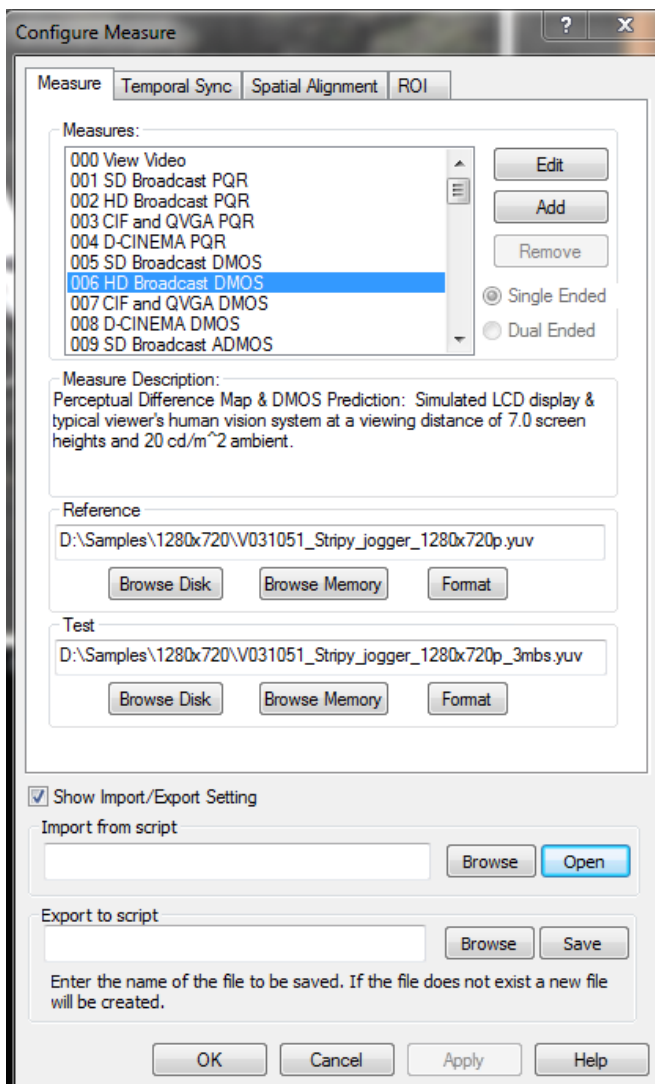 Configure Measure
?
X
Measure
Temporal Sync
Spatial Alignment
ROI
Measures:
000 View Video
001 SD Broadcast PQR
002 HD Broadcast PQR
003 CIF and QVGA PQR
004 D-CINEMA PQR
005 SD Broadcast DMOS
006 HD Broadcast DMOS
007 CIF and QVGA DMOS
008 D-CINEMA DMOS
009 SD Broadcast ADMOS
Edit
Add
Remove
Single Ended
Dual Ended
Measure Description:
Perceptual Difference Map & DMOS Prediction: Simulated LCD display &
typical viewer's human vision system at a viewing distance of 7.0 screen
heights and 20 cd/m^2 ambient.
Reference
D:\Samples\1280x720\V031051_Stripy_jogger_1280x720p.yuv
Browse Disk
Browse Memory
Format
Test
D:\Samples\1280x720\V031051_Stripy_jogger_1280x720p_3mbs.yuv
Browse Disk
Browse Memory
Format
Show Import/Export Setting
Import from script
Browse
Open
Export to script
Browse
Save
Enter the name of the file to be saved. If the file does not exist a new file
will be created.
OK
Cancel
Apply
Help